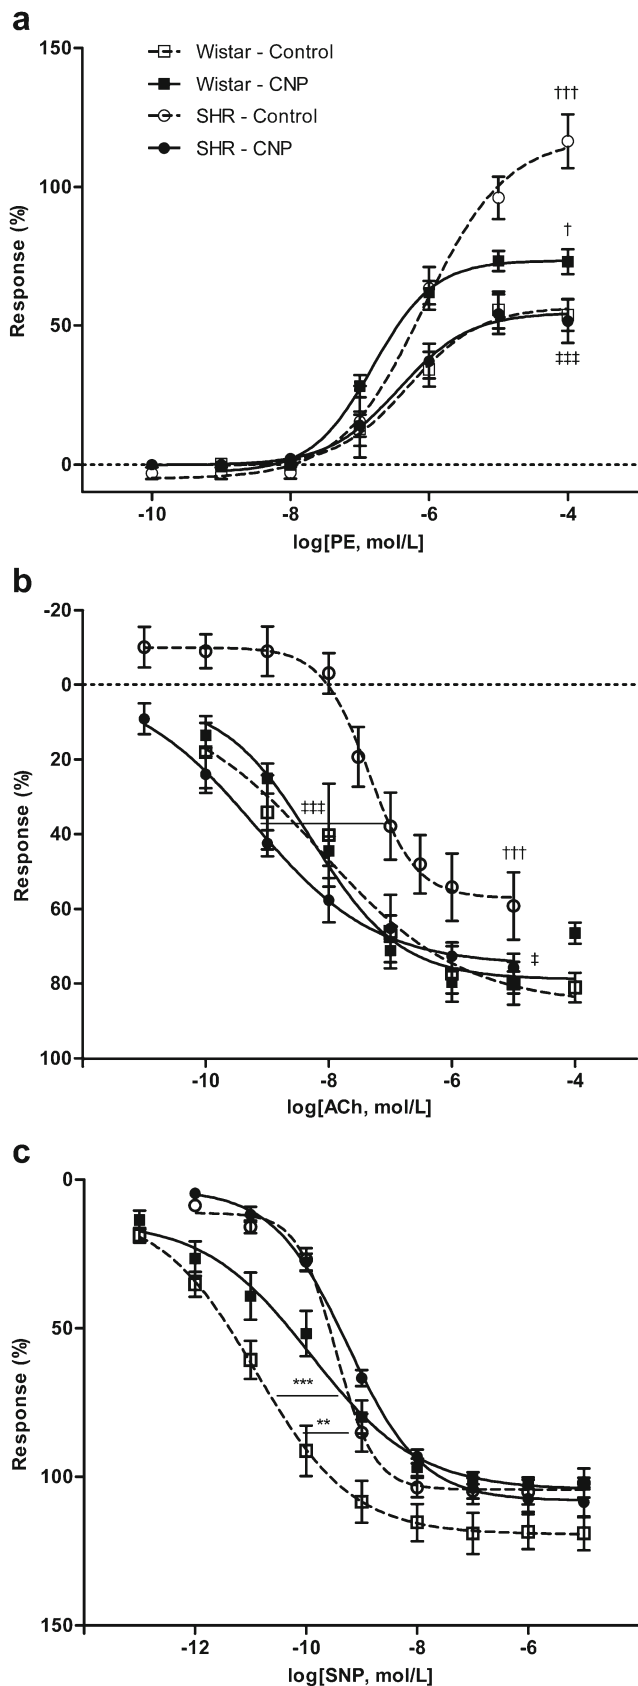 a
150
100
50
0
Response (%)
Wistar - Control
Wistar - CNP
SHR - Control
SHR - CNP
†††
†
‡‡‡
-10
-8
-6
-4
log[PE, mol/L]
b
-20
0
20
40
60
80
100
Response (%)
‡‡‡
†††
‡
-10
-8
-6
-4
log[ACh, mol/L]
c
0
50
100
150
Response (%)
***
**
-12
-10
-8
-6
log[SNP, mol/L]